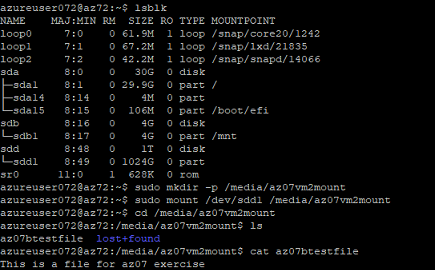 azureuser072@az72:~$ lsblk
NAME    MAJ:MIN RM  SIZE RO TYPE MOUNTPOINT
loop0     7:0    0 61.9M  1 loop /snap/core20/1242
loop1     7:1    0 67.2M  1 loop /snap/lxd/21835
loop2     7:2    0 42.2M  1 loop /snap/snapd/14066
sda       8:0    0   30G  0 disk
├─sda1    8:1    0 29.9G  0 part /
├─sda14   8:14   0    4M  0 part
└─sda15   8:15   0  106M  0 part /boot/efi
sdb       8:16   0    4G  0 disk
└─sdb1    8:17   0    4G  0 part /mnt
sdd       8:48   0    1T  0 disk
└─sdd1    8:49   0 1024G  0 part
sr0      11:0    1  628K  0 rom
azureuser072@az72:~$ sudo mkdir -p /media/az07vm2mount
azureuser072@az72:~$ sudo mount /dev/sdd1 /media/az07vm2mount
azureuser072@az72:~$ cd /media/az07vm2mount
azureuser072@az72:/media/az07vm2mount$ ls
az07btestfile  lost+found
azureuser072@az72:/media/az07vm2mount$ cat az07btestfile
This is a file for az07 exercise